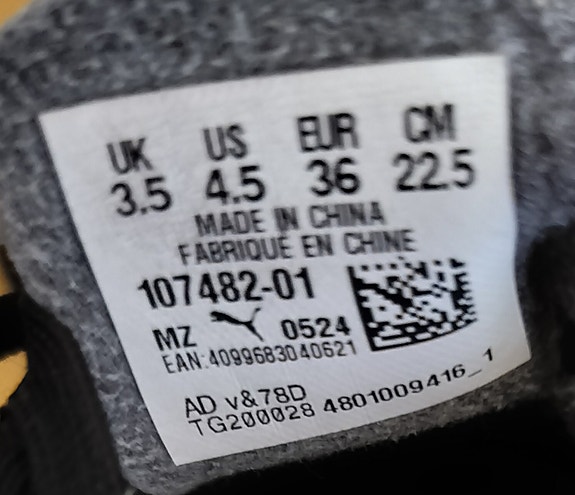 UK US EUR CM
3.5 4.5 36 22.5
MADE IN CHINA
FABRIQUÉ EN CHINE
107482-01
MZ 0524
EAN:4099683040621
AD v&78D
TG200028 4801009416_1